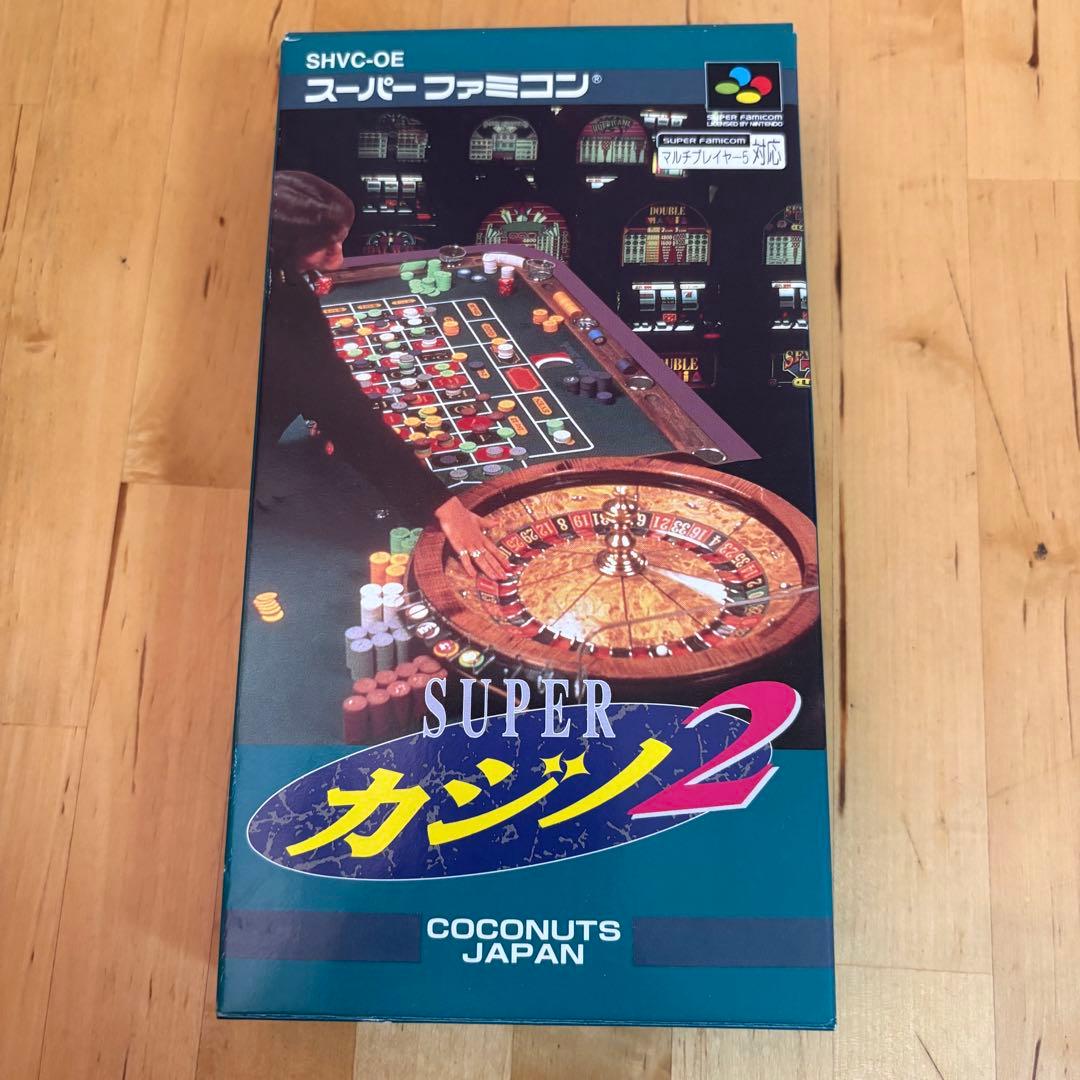 SHVC-OE
スーパーファミコン®
SUPER FAMICOM
LICENSED BY NINTENDO
SUPER FAMICOM
マルチプレイヤー5 対応
HURRICANE
DOUBLE
SUPER
カジノ2
COCONUTS
JAPAN